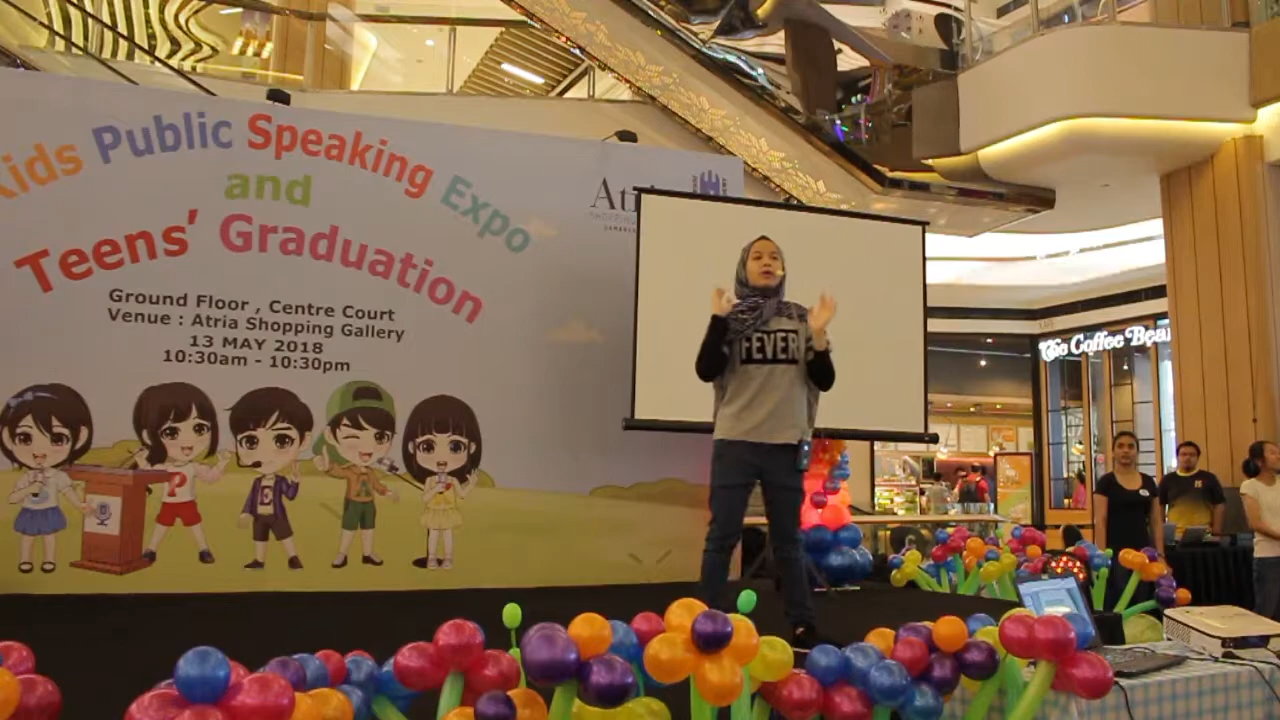 Kids Public Speaking Expo
and
Teens' Graduation
Ground Floor , Centre Court
Venue : Atria Shopping Gallery
13 MAY 2018
10:30am - 10:30pm
FEVER
The Coffee Bean
P